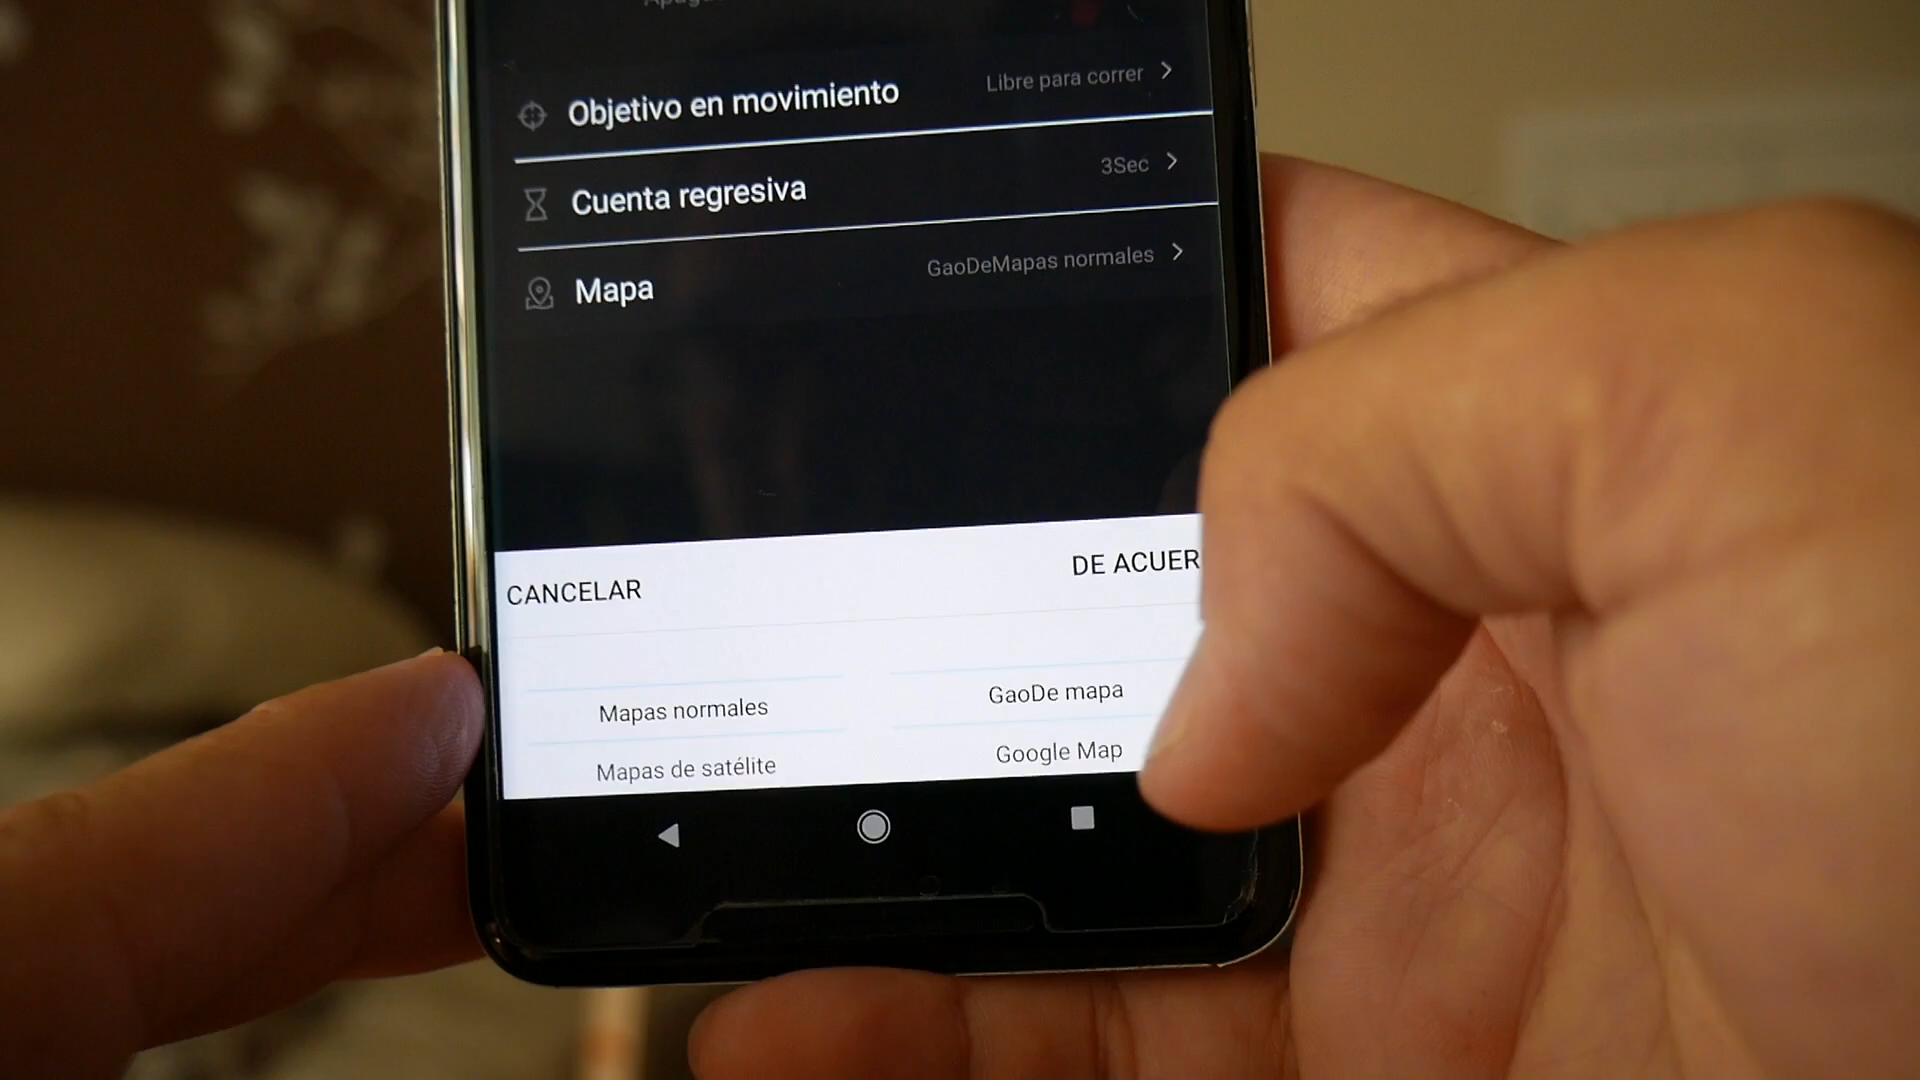 Objetivo en movimiento Libre para correr
Cuenta regresiva 3Sec
Mapa GaoDeMapas normales
CANCELAR DE ACUER
Mapas normales GaoDe mapa
Mapas de satélite Google Map